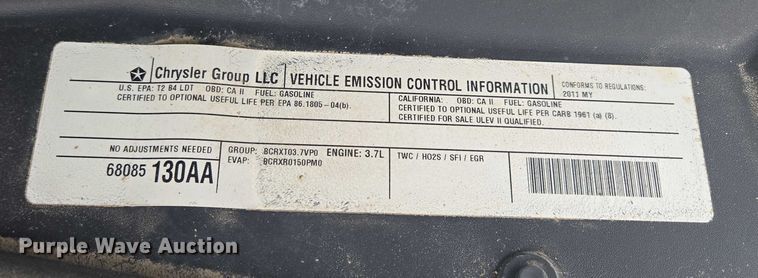 Chrysler Group LLC VEHICLE EMISSION CONTROL INFORMATION CONFORMS TO REGULATIONS:
2011 MY
U.S. EPA: T2 B4 LDT OBD: CA II FUEL: GASOLINE
CERTIFIED TO OPTIONAL USEFUL LIFE PER EPA 86.1805-04(b).
CALIFORNIA: OBD: CA II FUEL: GASOLINE
CERTIFIED TO OPTIONAL USEFUL LIFE PER CARB 1961 (a) (8).
CERTIFIED FOR SALE ULEV II QUALIFIED.
NO ADJUSTMENTS NEEDED
68085 130AA
GROUP: BCRXT03.7VP0 ENGINE: 3.7L
EVAP: BCRXR0150PM0
TWC / HO2S / SFI / EGR
Purple Wave Auction
Purple Wave Auction